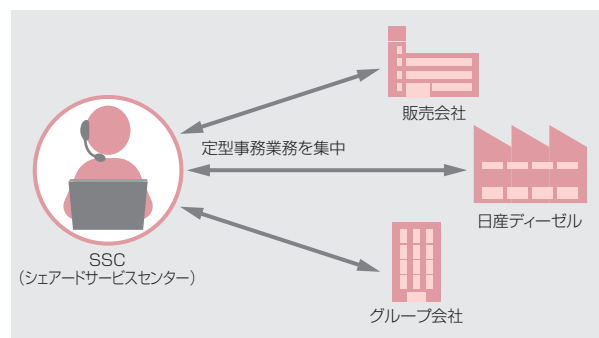 販売会社
定型事務業務を集中
日産ディーゼル
SSC
（シェアードサービスセンター）
グループ会社